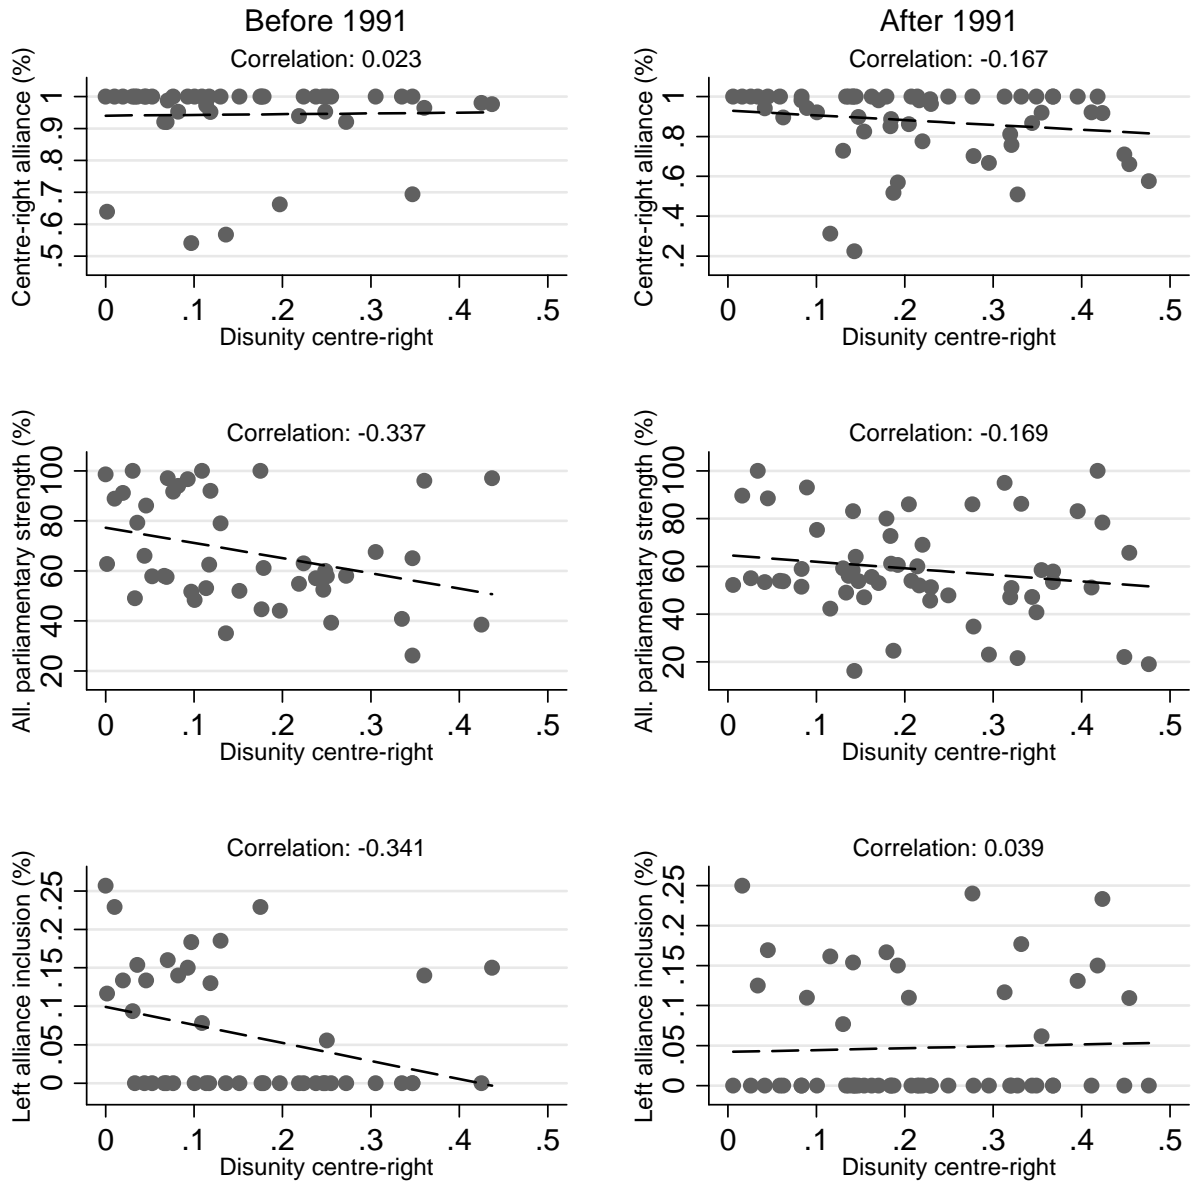 Before 1991
After 1991
Correlation: 0.023
Centre-right alliance (%)
1
.9
.8
.7
.6
.5
0 .1 .2 .3 .4 .5
Disunity centre-right
Correlation: -0.167
Centre-right alliance (%)
1
.8
.6
.4
.2
0 .1 .2 .3 .4 .5
Disunity centre-right
Correlation: -0.337
All. parliamentary strength (%)
100
80
60
40
20
0 .1 .2 .3 .4 .5
Disunity centre-right
Correlation: -0.169
All. parliamentary strength (%)
100
80
60
40
20
0 .1 .2 .3 .4 .5
Disunity centre-right
Correlation: -0.341
Left alliance inclusion (%)
.25
.2
.15
.1
.05
0
0 .1 .2 .3 .4 .5
Disunity centre-right
Correlation: 0.039
Left alliance inclusion (%)
.25
.2
.15
.1
.05
0
0 .1 .2 .3 .4 .5
Disunity centre-right